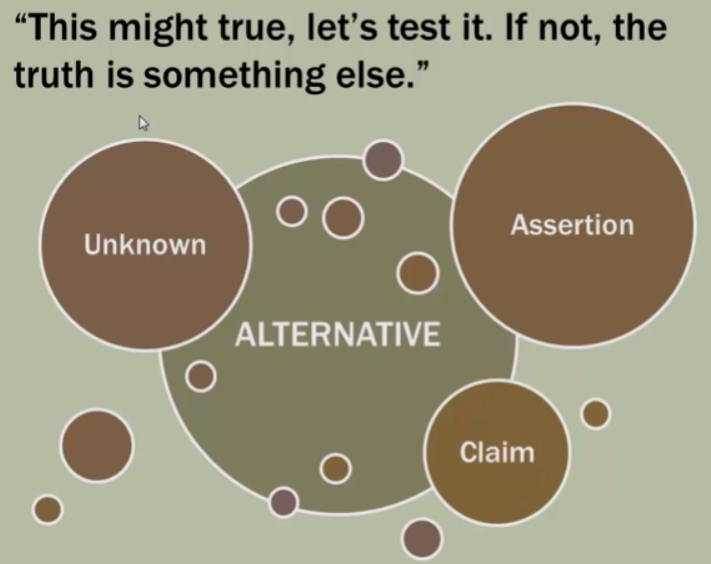 “This might true, let’s test it. If not, the
truth is something else.”
Unknown
Assertion
ALTERNATIVE
Claim